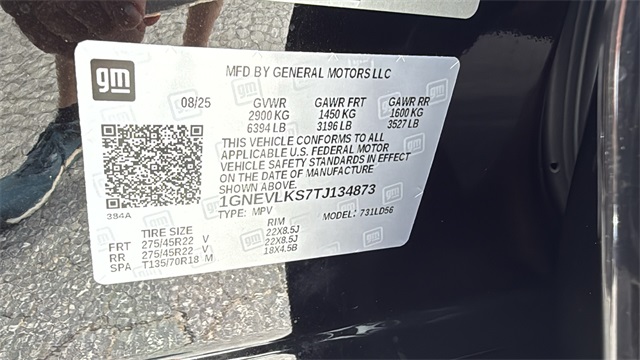 gm
MFD BY GENERAL MOTORS LLC
08/25 GVWR GAWR FRT GAWR RR
2900 KG 1450 KG 1600 KG
6394 LB 3196 LB 3527 LB
THIS VEHICLE CONFORMS TO ALL
APPLICABLE U.S. FEDERAL MOTOR
VEHICLE SAFETY STANDARDS IN EFFECT
ON THE DATE OF MANUFACTURE
SHOWN ABOVE.
1GNEVLKS7TJ134873
384A
TYPE: MPV MODEL: 731LD56
TIRE SIZE RIM
FRT 275/45R22 V 22X8.5J
RR 275/45R22 V 22X8.5J
SPA T135/70R18 M 18X4.5B